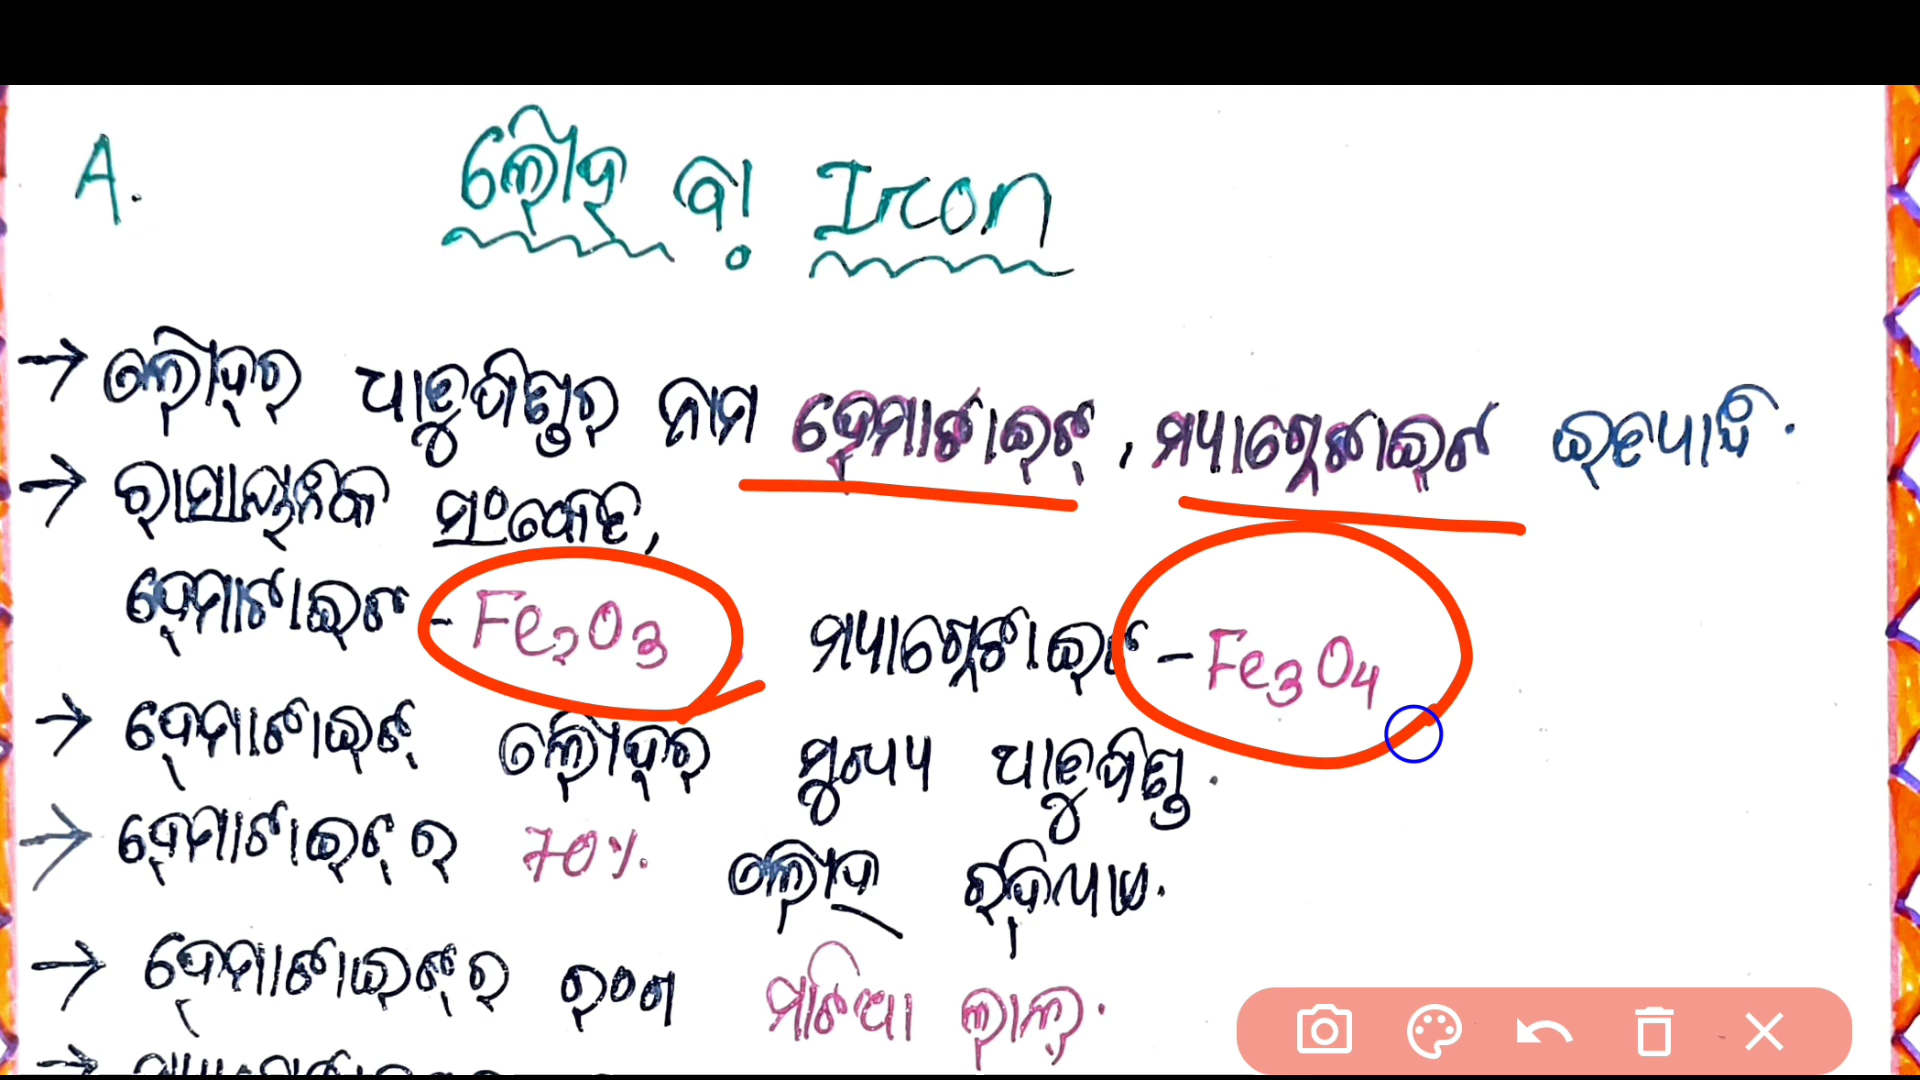 A. ଲୌହ ବା Iron
→ ଲୌହର ଧାତୁପିଣ୍ଡର ନାମ ହେମାଟାଇଟ୍, ମ୍ୟାଗ୍ନେଟାଇଟ ଇତ୍ୟାଦି.
→ ରାସାୟନିକ ସଂକେତ,
ହେମାଟାଇଟ - Fe₂O₃ ମ୍ୟାଗ୍ନେଟାଇଟ - Fe₃O₄
→ ହେମାଟାଇଟ୍ ଲୌହର ମୁଖ୍ୟ ଧାତୁପିଣ୍ଡ.
→ ହେମାଟାଇଟ୍ ର 70% ଲୌହ ରହିଥାଏ.
→ ହେମାଟାଇଟ୍‌ର ରଙ୍ଗ ମାଟିଆ ଲାଲ୍.